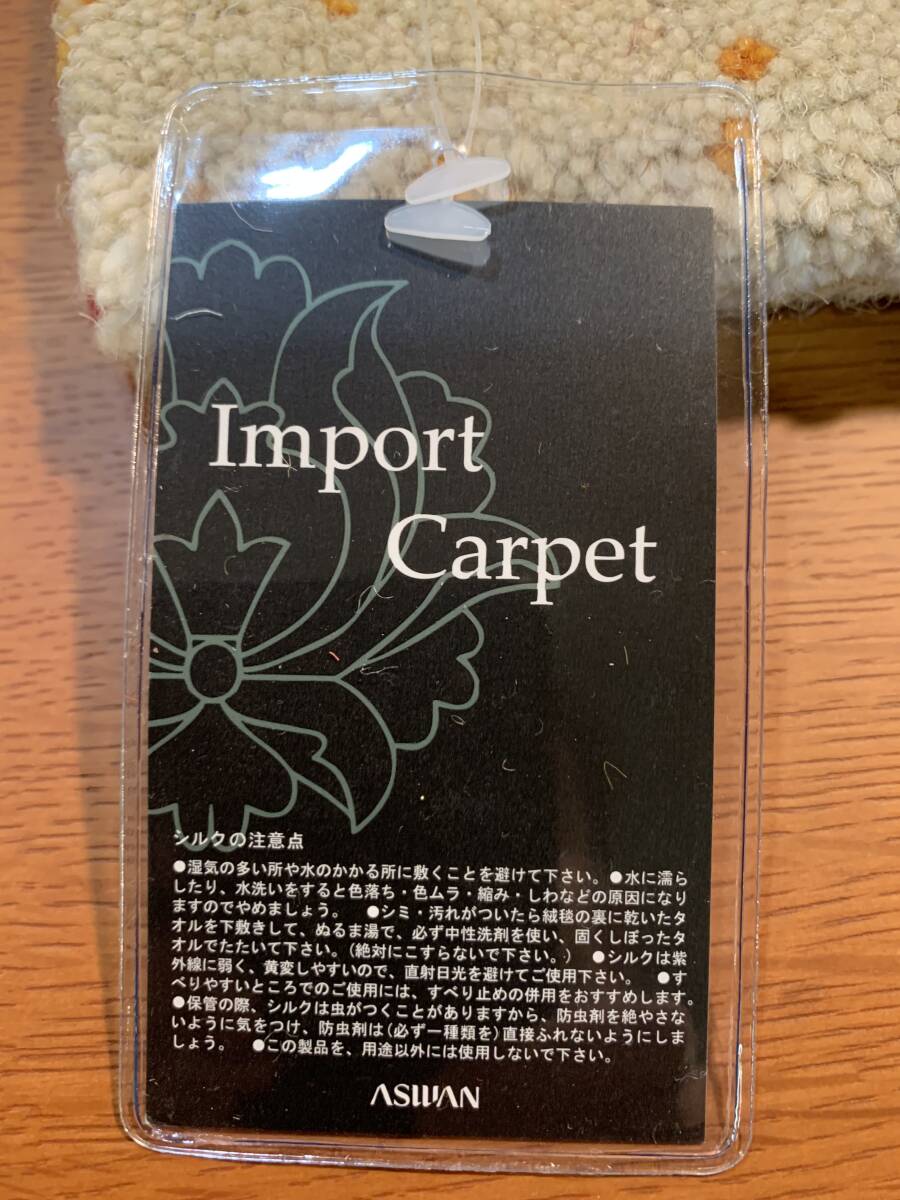 Import
Carpet
シルクの注意点
●湿気の多い所や水のかかる所に敷くことを避けて下さい。●水に濡ら
したり、水洗いをすると色落ち・色ムラ・縮み・しわなどの原因になり
ますのでやめましょう。 ●シミ・汚れがついたら絨毯の裏に乾いたタ
オルを下敷きして、ぬるま湯で、必ず中性洗剤を使い、固くしぼったタ
オルでたたいて下さい。(絶対にこすらないで下さい。) ●シルクは紫
外線に弱く、黄変しやすいので、直射日光を避けてご使用下さい。 ●す
べりやすいところでのご使用には、すべり止めの併用をおすすめします。
●保管の際、シルクは虫がつくことがありますから、防虫剤を絶やさな
いように気をつけ、防虫剤は(必ず一種類を)直接ふれないようにしま
しょう。 ●この製品を、用途以外には使用しないで下さい。
ASWAN